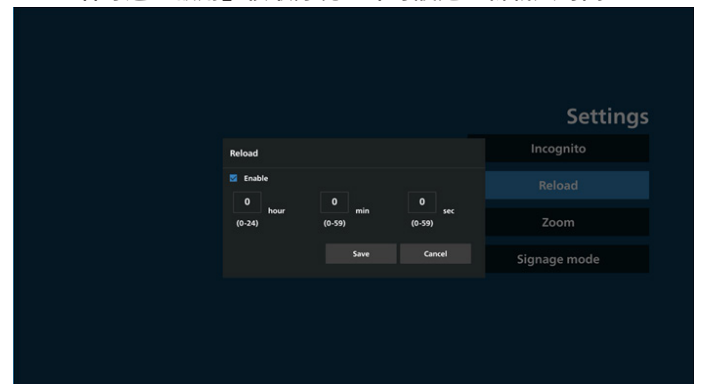 Settings
Incognito
Reload
Zoom
Signage mode
Reload
Enable
0 hour 0 min 0 sec
(0-24) (0-59) (0-59)
Save Cancel